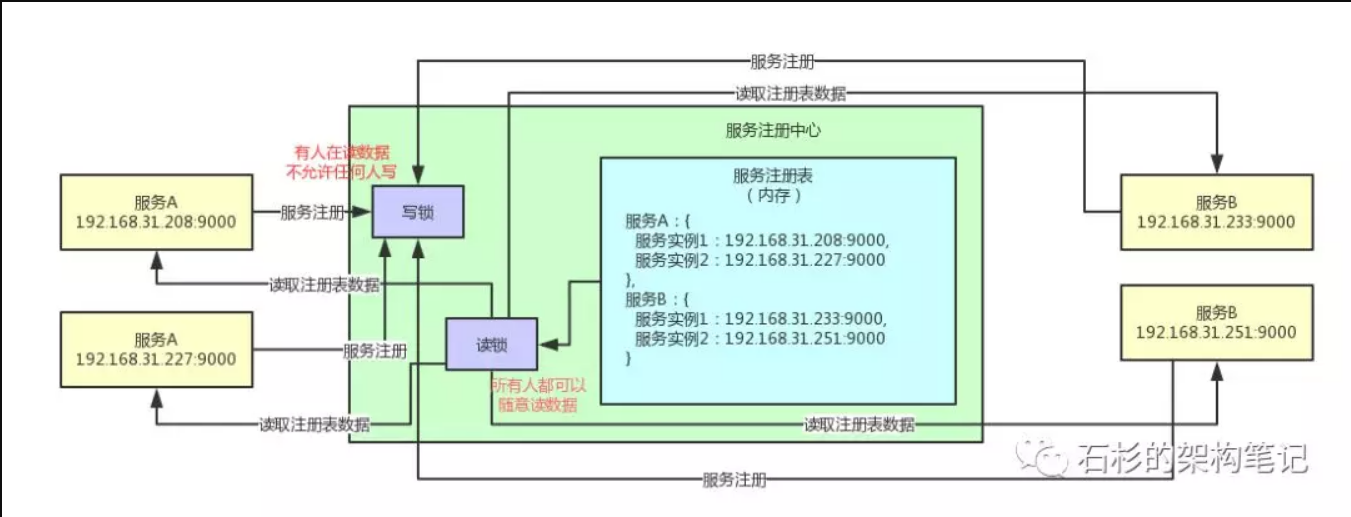 服务注册
读取注册表数据
服务注册中心
有人在读数据
不允许任何人写
服务A
192.168.31.208:9000
服务注册
写锁
服务注册表
（内存）
服务A：{
服务实例1：192.168.31.208:9000,
服务实例2：192.168.31.227:9000
},
服务B：{
服务实例1：192.168.31.233:9000,
服务实例2：192.168.31.251:9000
}
服务B
192.168.31.233:9000
读取注册表数据
服务A
192.168.31.227:9000
服务注册
读锁
服务B
192.168.31.251:9000
所有人都可以
随意读数据
读取注册表数据
读取注册表数据
服务注册
石杉的架构笔记